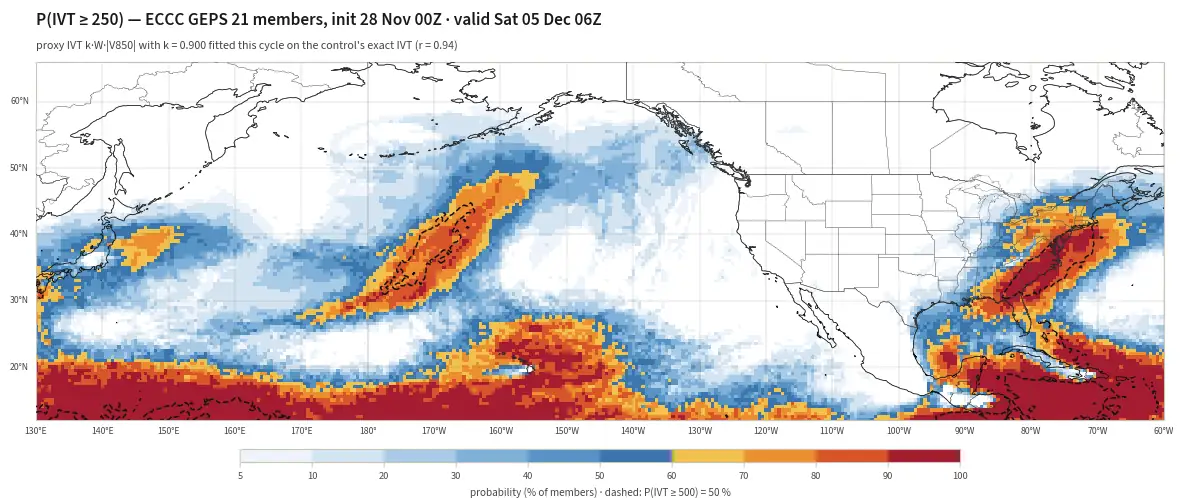 P(IVT ≥ 250) — ECCC GEPS 21 members, init 28 Nov 00Z · valid Sat 05 Dec 06Z
proxy IVT k·W·|V850| with k = 0.900 fitted this cycle on the control's exact IVT (r = 0.94)
60°N
50°N
40°N
30°N
20°N
130°E 140°E 150°E 160°E 170°E 180° 170°W 160°W 150°W 140°W 130°W 120°W 110°W 100°W 90°W 80°W 70°W 60°W
5 10 20 30 40 50 60 70 80 90 100
probability (% of members) · dashed: P(IVT ≥ 500) = 50 %